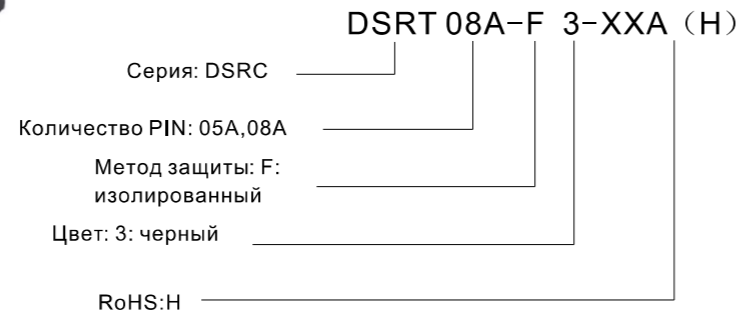 DSRT 08A-F 3-XXA（H）
Серия: DSRC
Количество PIN: 05A,08A
Метод защиты: F:
изолированный
Цвет: 3: черный
RoHS:H